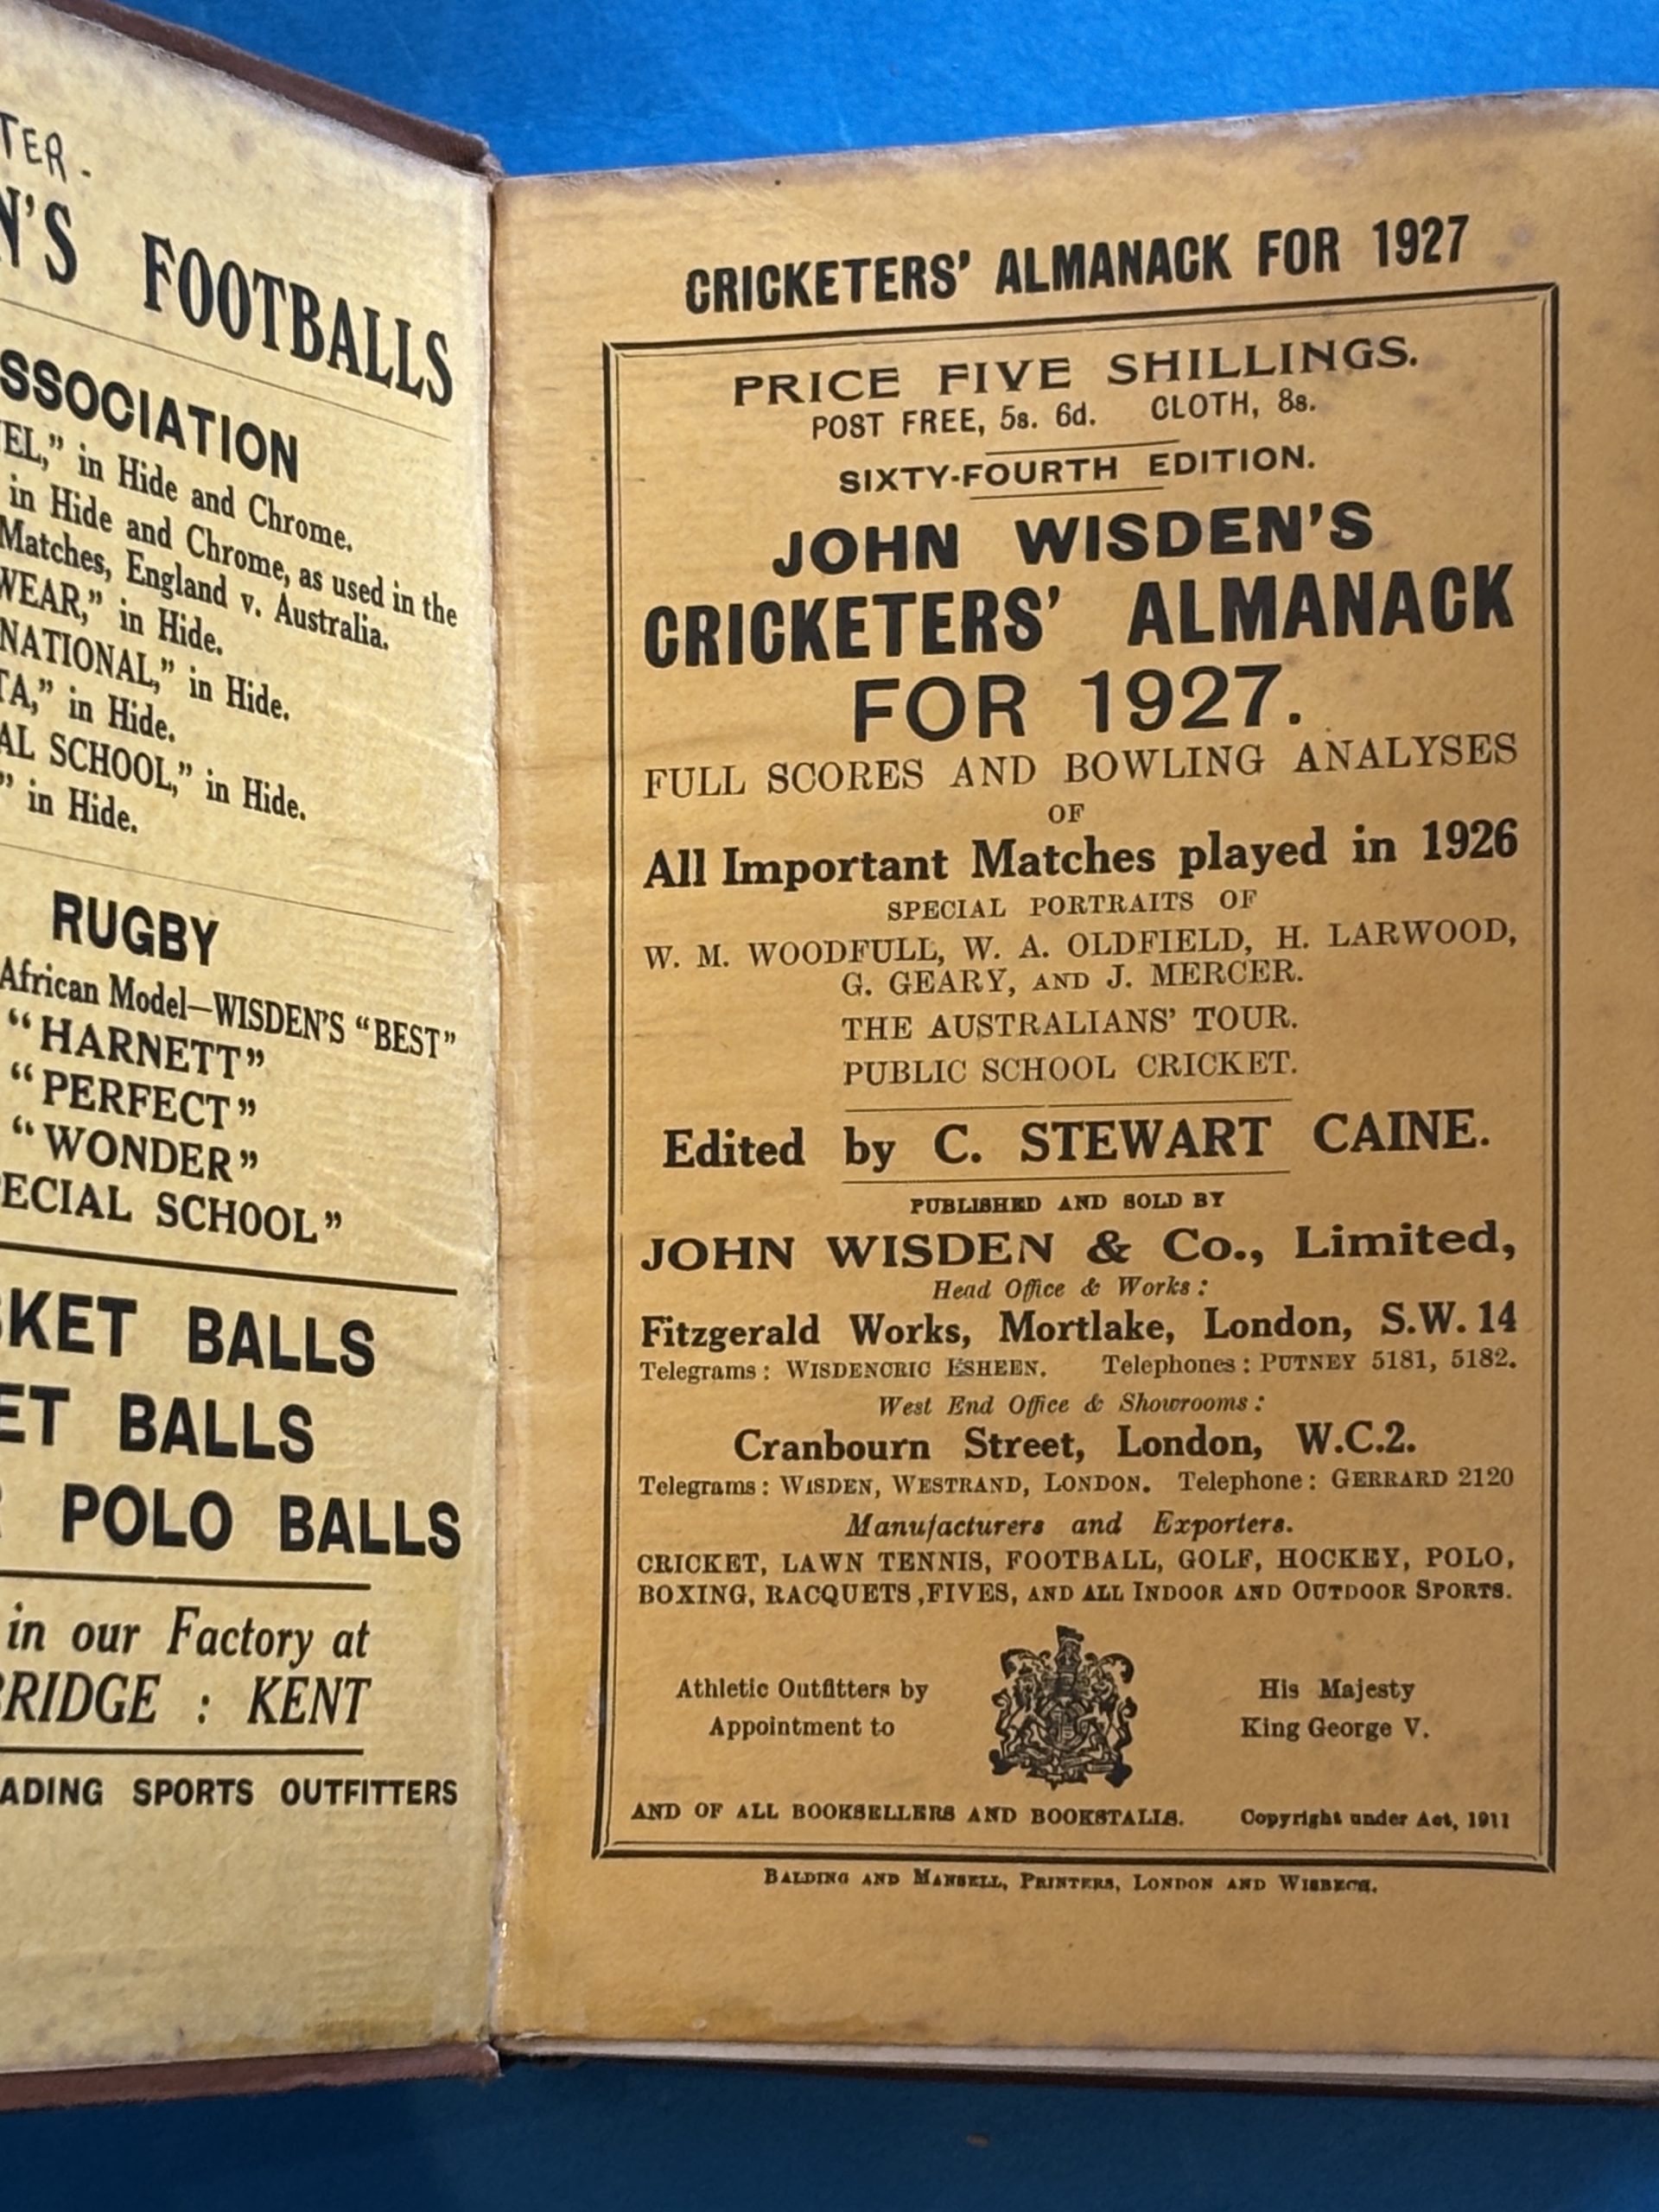 TER.
N'S FOOTBALLS
SSOCIATION
EL," in Hide and Chrome.
in Hide and Chrome, as used in the
Matches, England v. Australia.
WEAR," in Hide.
NATIONAL," in Hide.
TA," in Hide.
AL SCHOOL," in Hide.
" in Hide.
RUGBY
African Model—WISDEN'S "BEST"
"HARNETT"
"PERFECT"
"WONDER"
ECIAL SCHOOL"
KET BALLS
ET BALLS
POLO BALLS
in our Factory at
BRIDGE : KENT
ADING SPORTS OUTFITTERS
CRICKETERS' ALMANACK FOR 1927
PRICE FIVE SHILLINGS.
POST FREE, 5s. 6d. CLOTH, 8s.
SIXTY-FOURTH EDITION.
JOHN WISDEN'S
CRICKETERS' ALMANACK
FOR 1927.
FULL SCORES AND BOWLING ANALYSES
OF
All Important Matches played in 1926
SPECIAL PORTRAITS OF
W. M. WOODFULL, W. A. OLDFIELD, H. LARWOOD,
G. GEARY, AND J. MERCER.
THE AUSTRALIANS' TOUR.
PUBLIC SCHOOL CRICKET.
Edited by C. STEWART CAINE.
PUBLISHED AND SOLD BY
JOHN WISDEN & Co., Limited,
Head Office & Works:
Fitzgerald Works, Mortlake, London, S.W. 14
Telegrams: WISDENCRIC ESHEEN. Telephones: PUTNEY 5181, 5182.
West End Office & Showrooms:
Cranbourn Street, London, W.C.2.
Telegrams: WISDEN, WESTRAND, LONDON. Telephone: GERRARD 2120
Manufacturers and Exporters.
CRICKET, LAWN TENNIS, FOOTBALL, GOLF, HOCKEY, POLO,
BOXING, RACQUETS ,FIVES, AND ALL INDOOR AND OUTDOOR SPORTS.
Athletic Outfitters by His Majesty
Appointment to King George V.
AND OF ALL BOOKSELLERS AND BOOKSTALLS. Copyright under Act, 1911
BALDING AND MANSELL, PRINTERS, LONDON AND WISBECH.